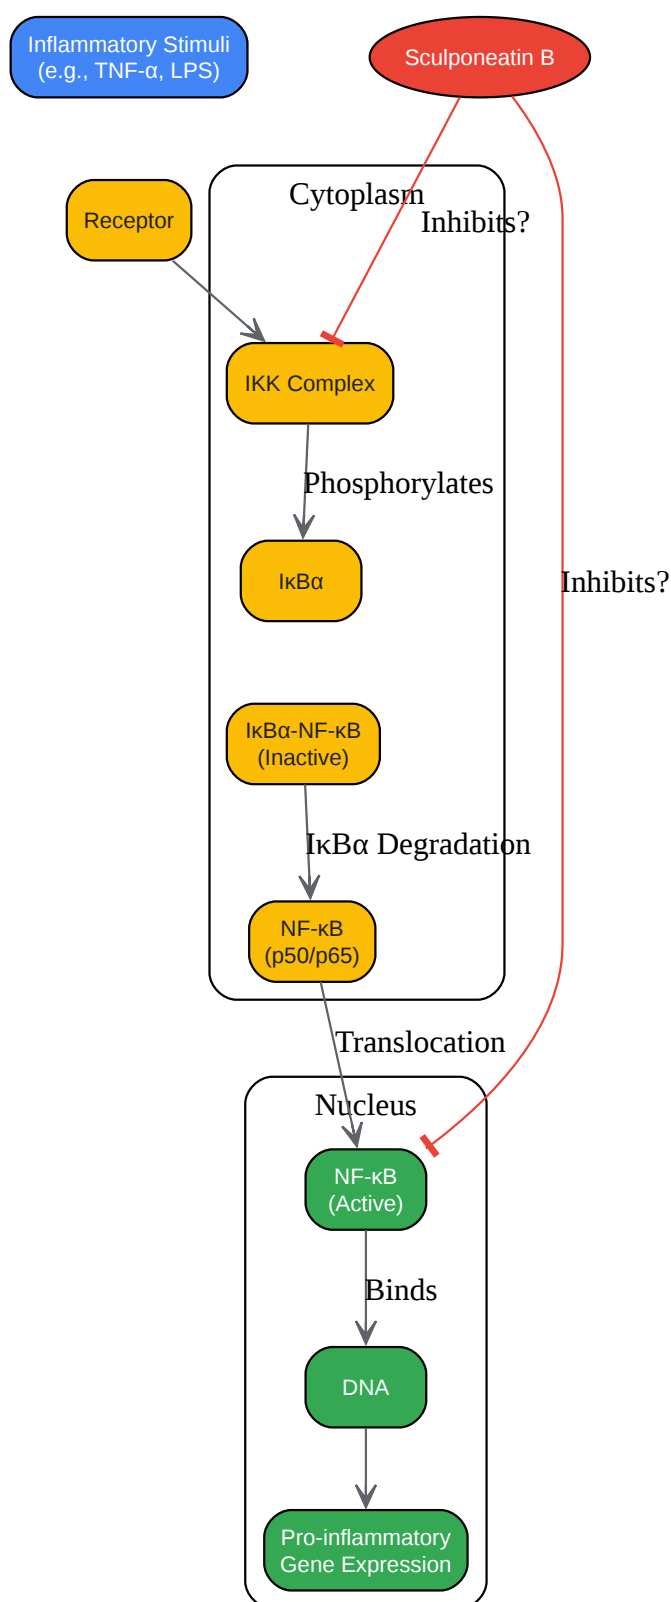 Inflammatory Stimuli
(e.g., TNF-α, LPS)
Sculponeatin B
Cytoplasm
Receptor
Inhibits?
IKK Complex
Phosphorylates
IκBα
Inhibits?
IκBα-NF-κB
(Inactive)
IκBα Degradation
NF-κB
(p50/p65)
Translocation
Nucleus
NF-κB
(Active)
Binds
DNA
Pro-inflammatory
Gene Expression